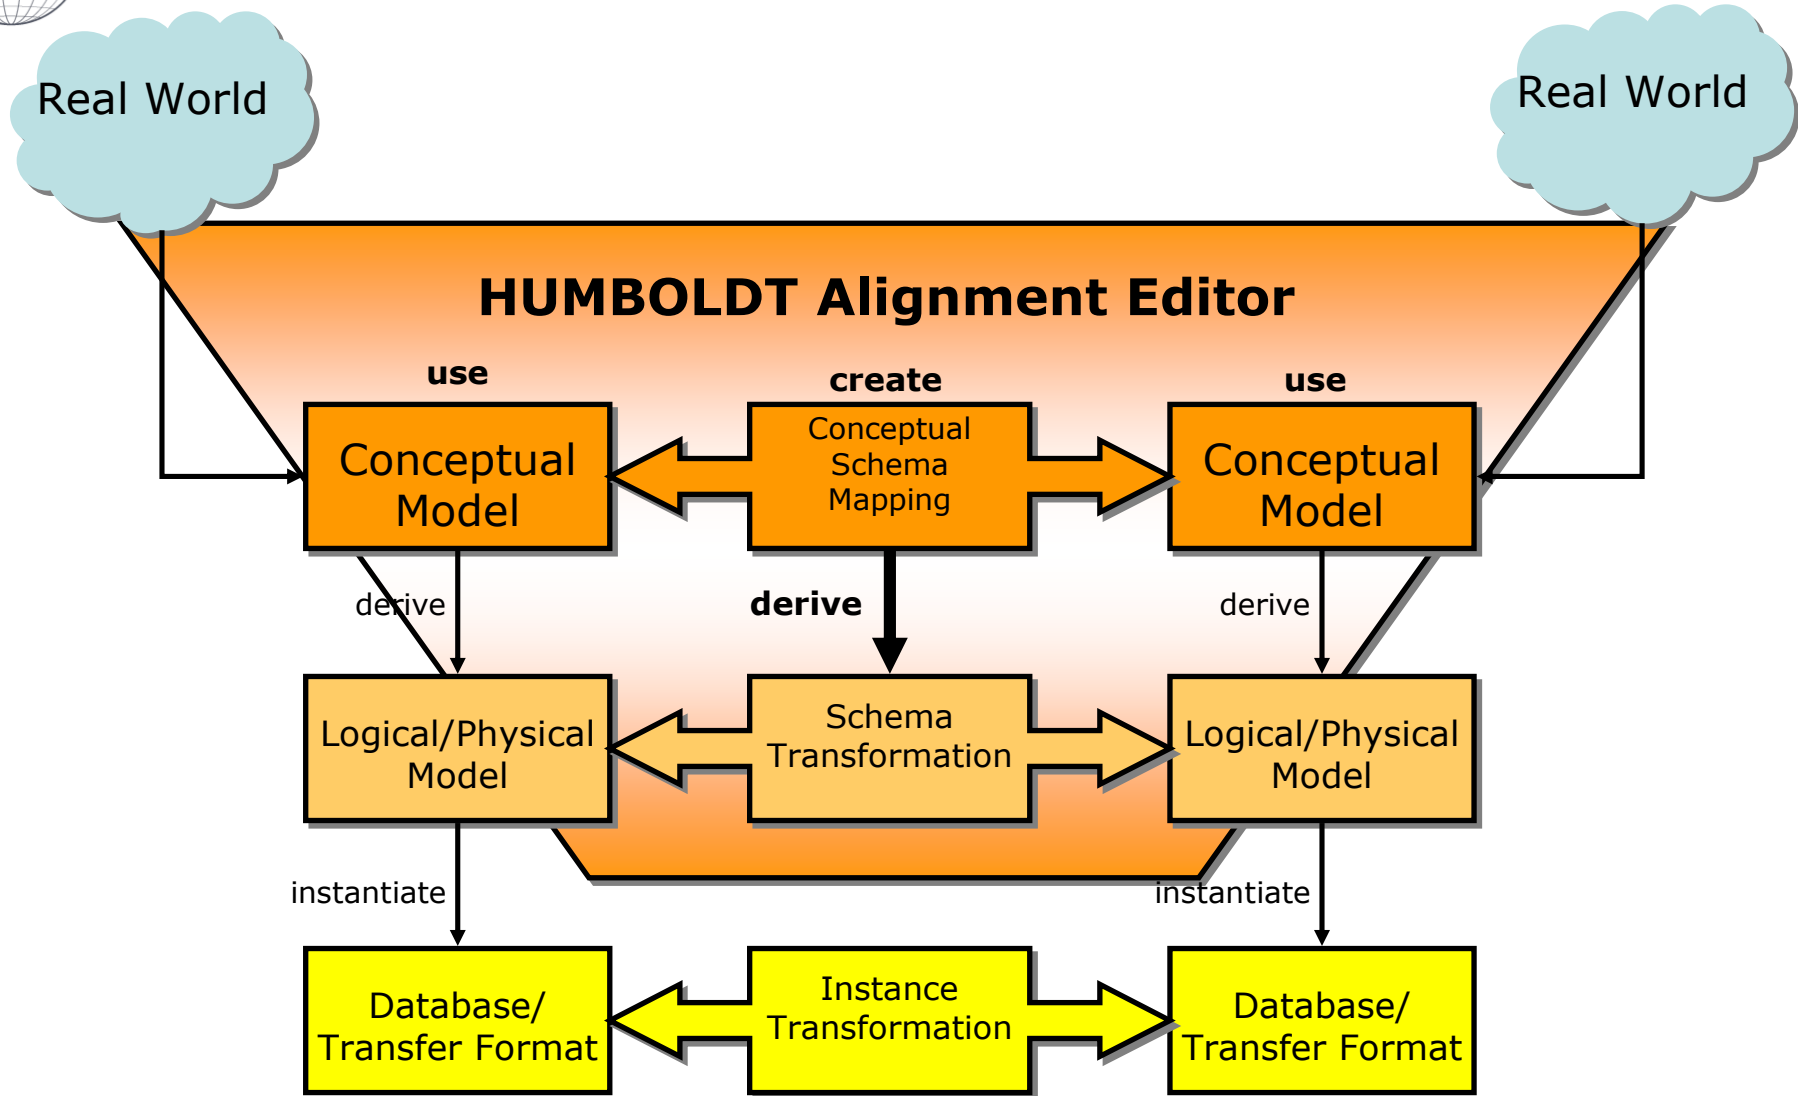 Real World
Real World
HUMBOLDT Alignment Editor
use
create
use
Conceptual
Model
Conceptual
Schema
Mapping
Conceptual
Model
derive
derive
derive
Logical/Physical
Model
Schema
Transformation
Logical/Physical
Model
instantiate
instantiate
Database/
Transfer Format
Instance
Transformation
Database/
Transfer Format